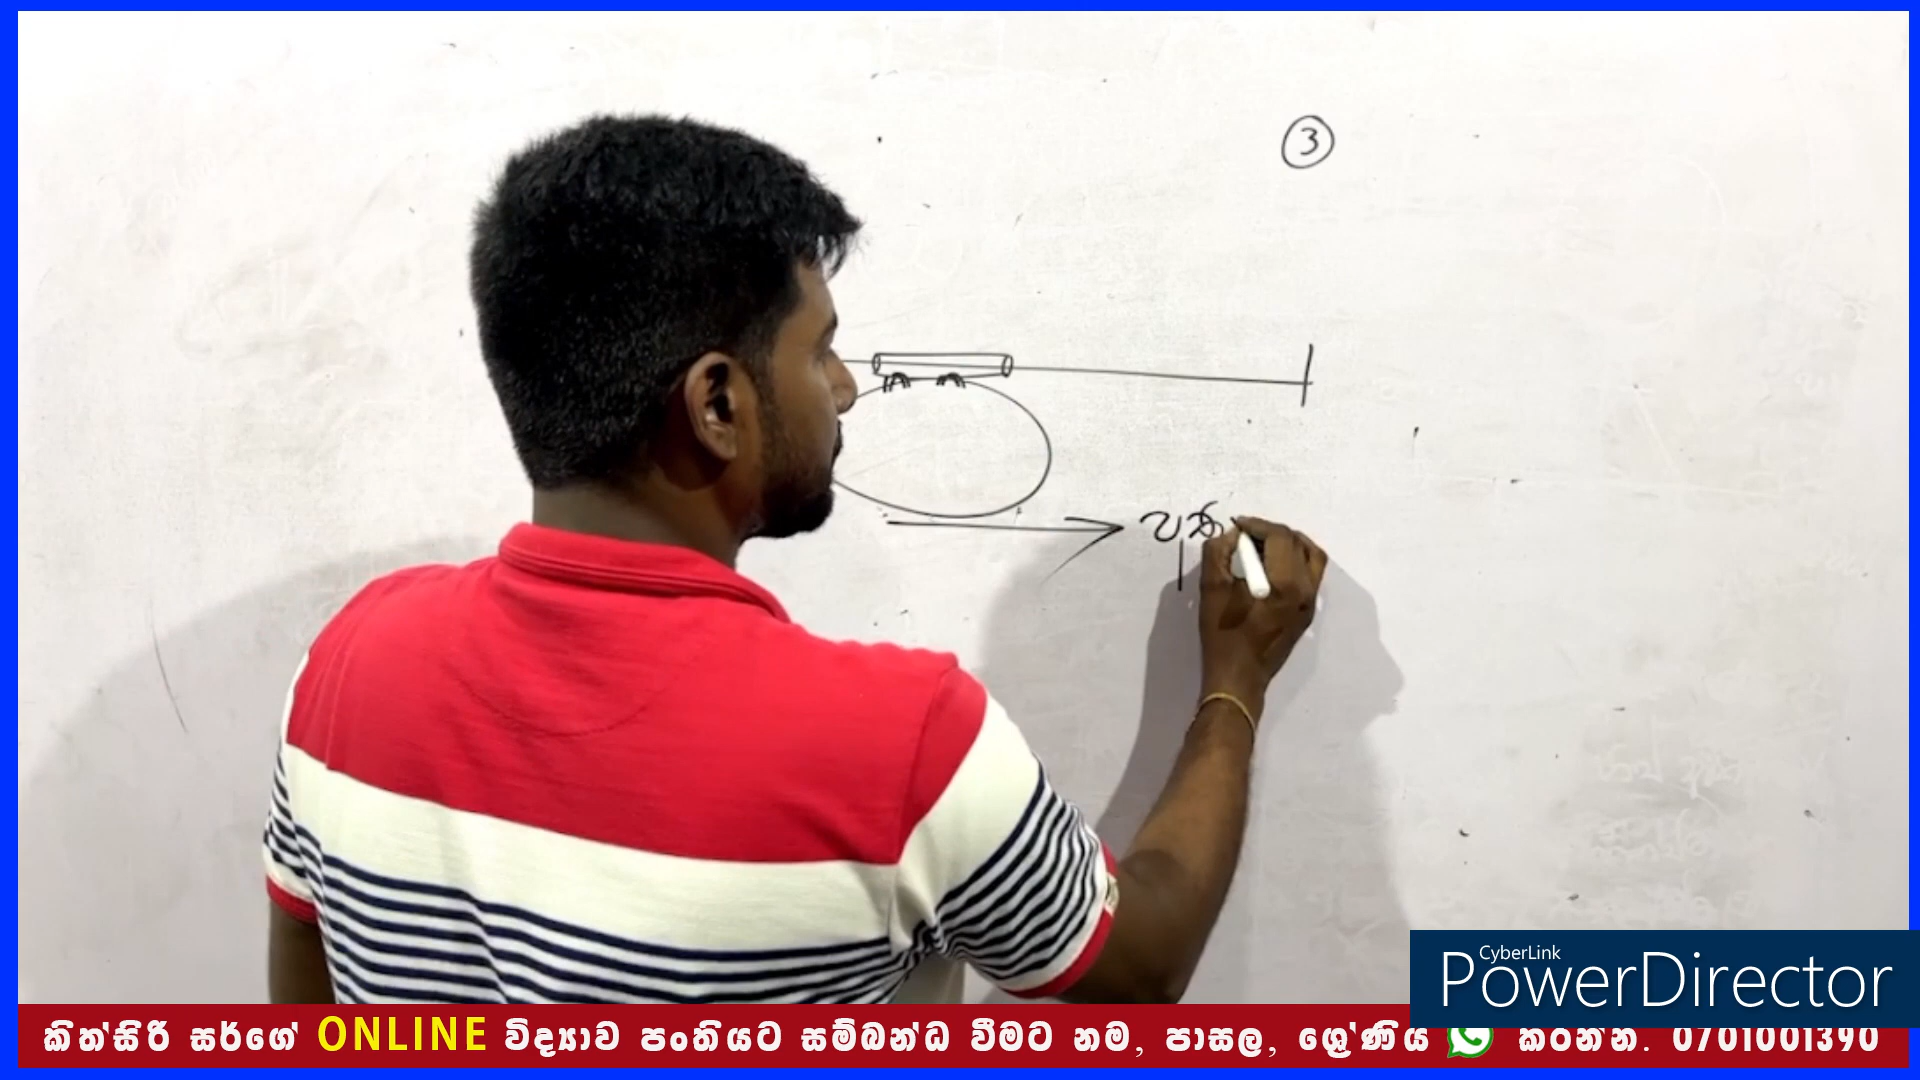 3
CyberLink
PowerDirector
කිත්සිරි සර්ගේ ONLINE විද්‍යාව පංතියට සම්බන්ධ වීමට නම, පාසල, ශ්‍රේණිය කරන්න. 0701001390